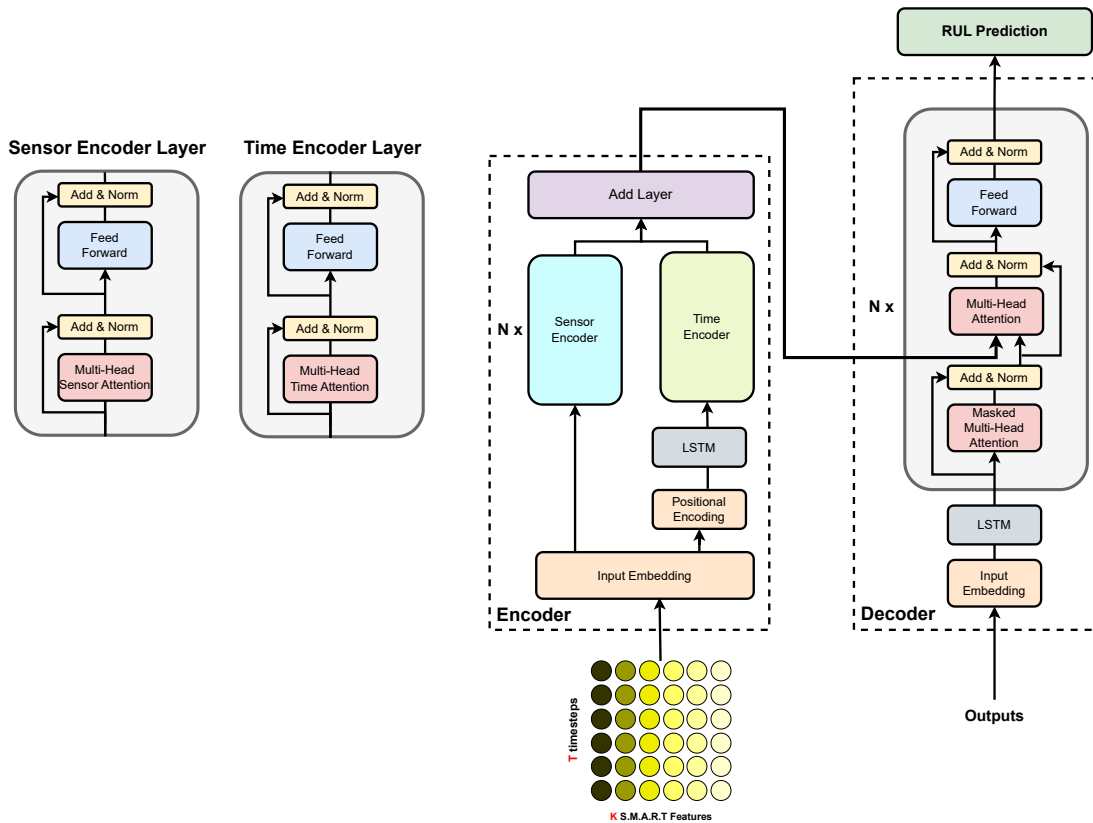 RUL Prediction
Sensor Encoder Layer
Add & Norm
Feed
Forward
Add & Norm
Multi-Head
Sensor Attention
Time Encoder Layer
Add & Norm
Feed
Forward
Add & Norm
Multi-Head
Time Attention
Add Layer
N x
Sensor
Encoder
Time
Encoder
LSTM
Positional
Encoding
Input Embedding
Encoder
T timesteps
K S.M.A.R.T Features
Add & Norm
Feed
Forward
Add & Norm
N x
Multi-Head
Attention
Add & Norm
Masked
Multi-Head
Attention
LSTM
Input
Embedding
Decoder
Outputs